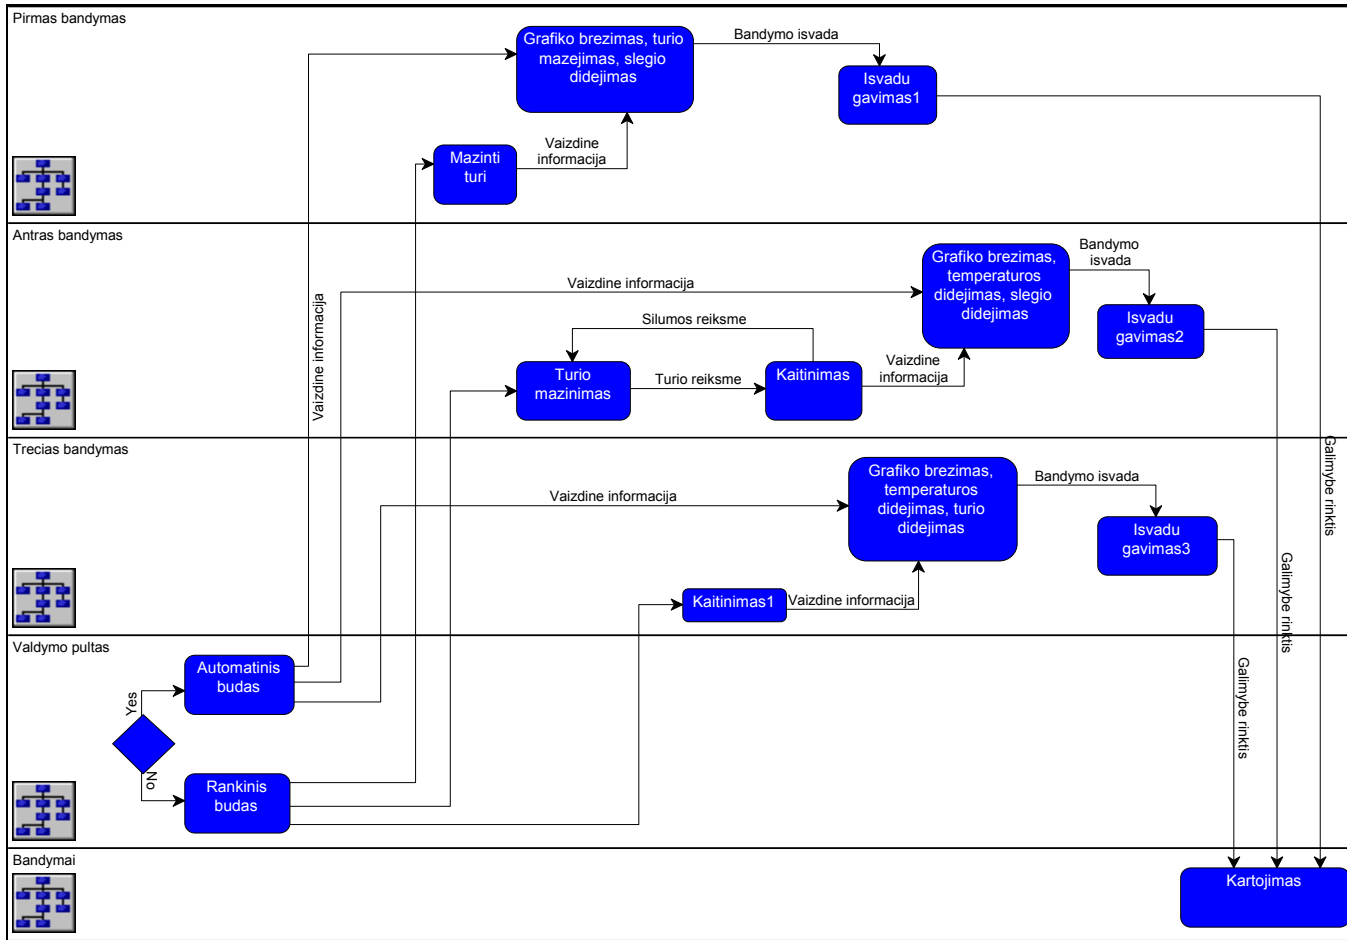 Pirmas bandymas
Grafiko brezimas, turio
mazejimas, slegio
didejimas
Bandymo isvada
Isvadu
gavimas1
Mazinti
turi
Vaizdine
informacija
Antras bandymas
Vaizdine informacija
Vaizdine informacija
Grafiko brezimas,
temperaturos
didejimas, slegio
didejimas
Bandymo
isvada
Isvadu
gavimas2
Silumos reiksme
Turio
mazinimas
Turio reiksme
Kaitinimas
Vaizdine
informacija
Trecias bandymas
Vaizdine informacija
Grafiko brezimas,
temperaturos
didejimas, turio
didejimas
Bandymo isvada
Isvadu
gavimas3
Galimybe rinktis
Kaitinimas1
Vaizdine informacija
Galimybe rinktis
Valdymo pultas
Automatinis
budas
Yes
Galimybe rinktis
No
Rankinis
budas
Bandymai
Kartojimas